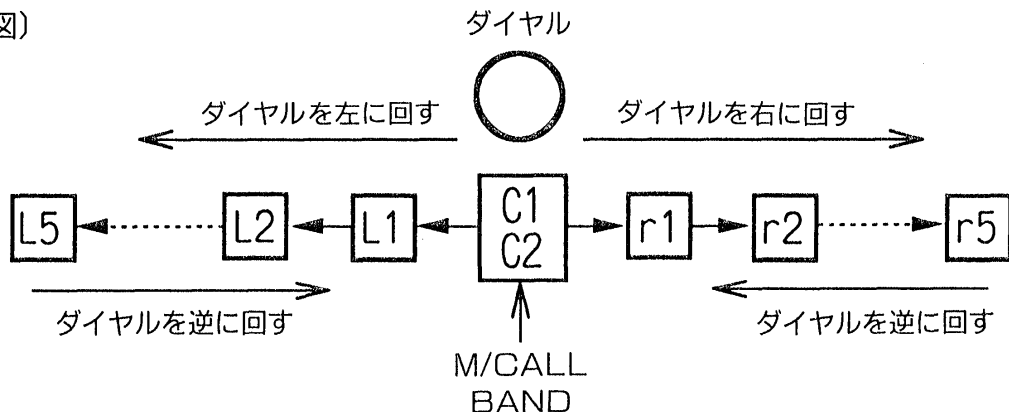 図)
ダイヤル
ダイヤルを左に回す
ダイヤルを右に回す
L5
L2
L1
C1
C2
r1
r2
r5
ダイヤルを逆に回す
ダイヤルを逆に回す
M/CALL
BAND